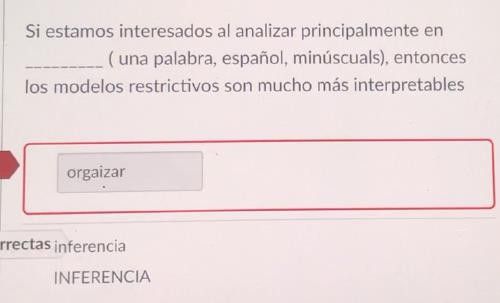 Si estamos interesados al analizar principalmente en
_________ ( una palabra, español, minúscuals), entonces
los modelos restrictivos son mucho más interpretables
orgaizar
rrectas inferencia
INFERENCIA